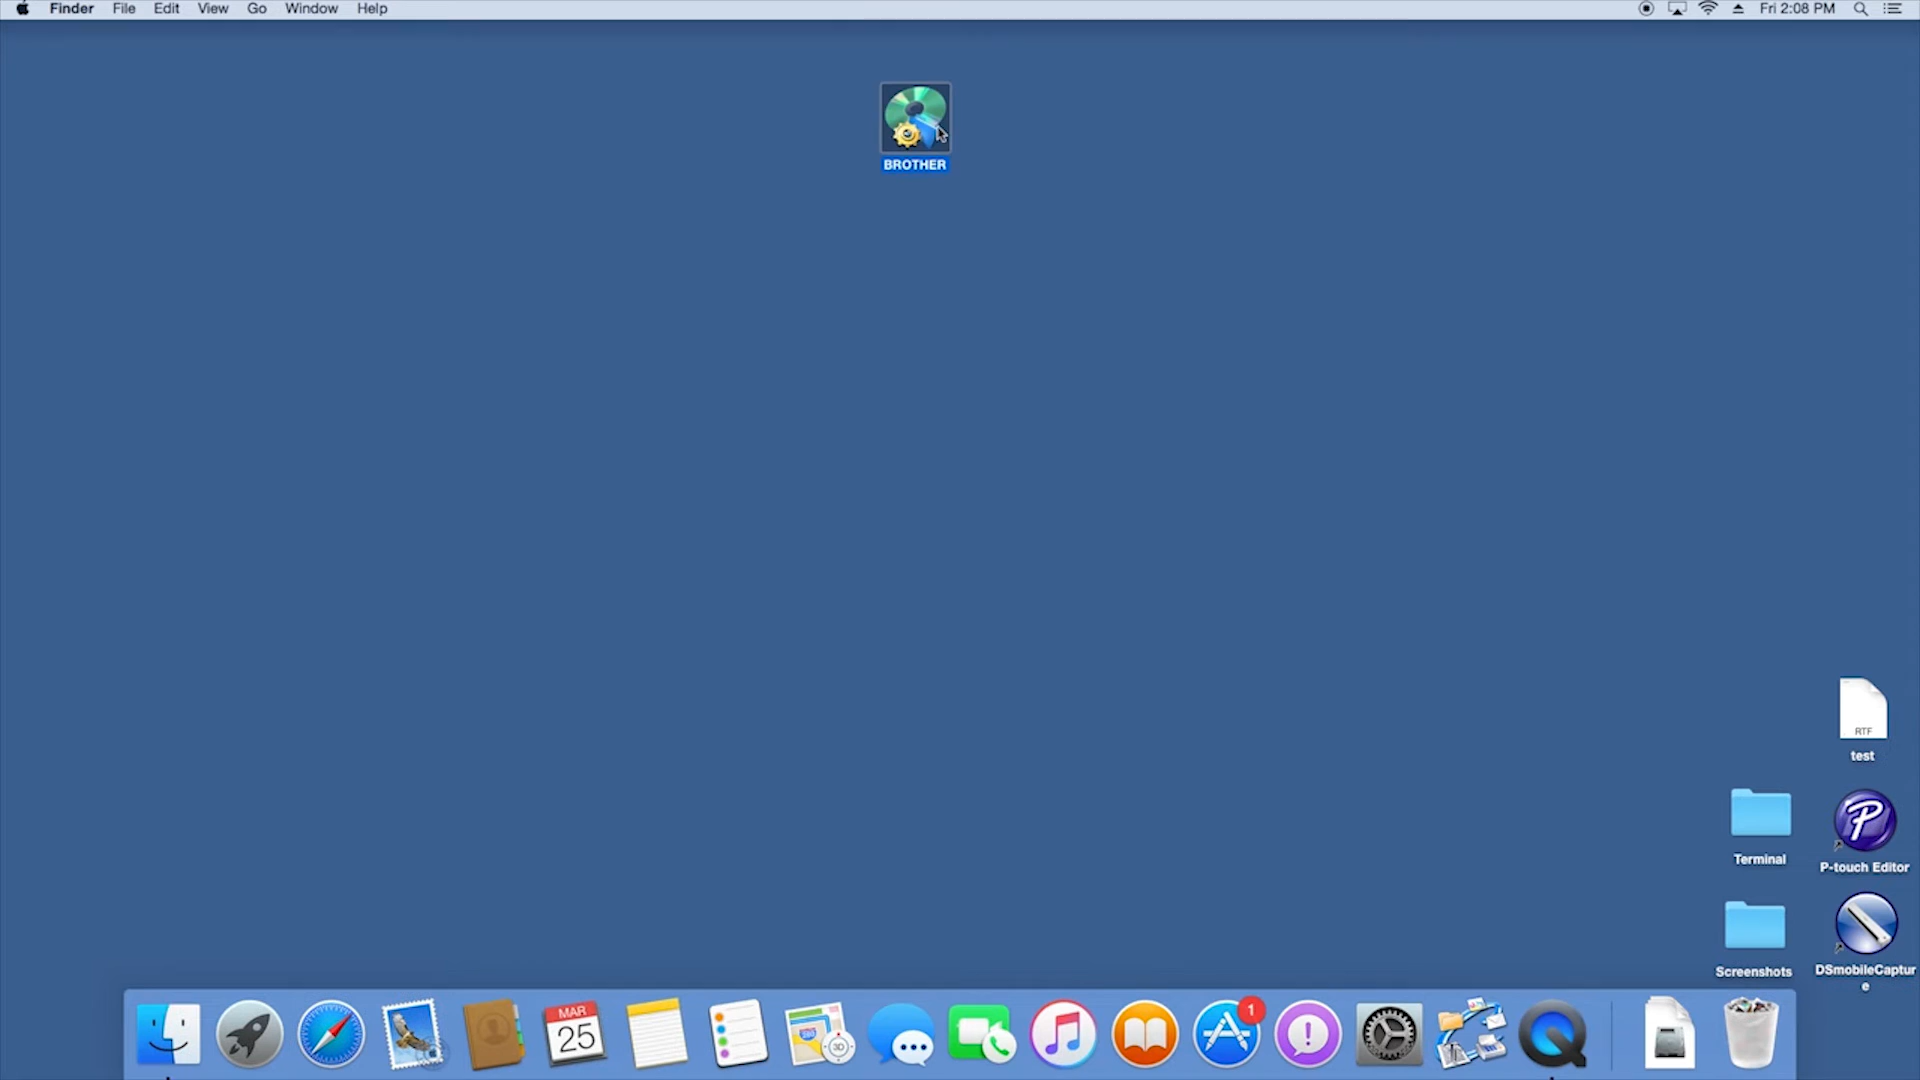 Finder File Edit View Go Window Help
Fri 2:08 PM
BROTHER
RTF
test
Terminal
P-touch Editor
Screenshots
DSmobileCaptur
e
MAR
25
3D
1